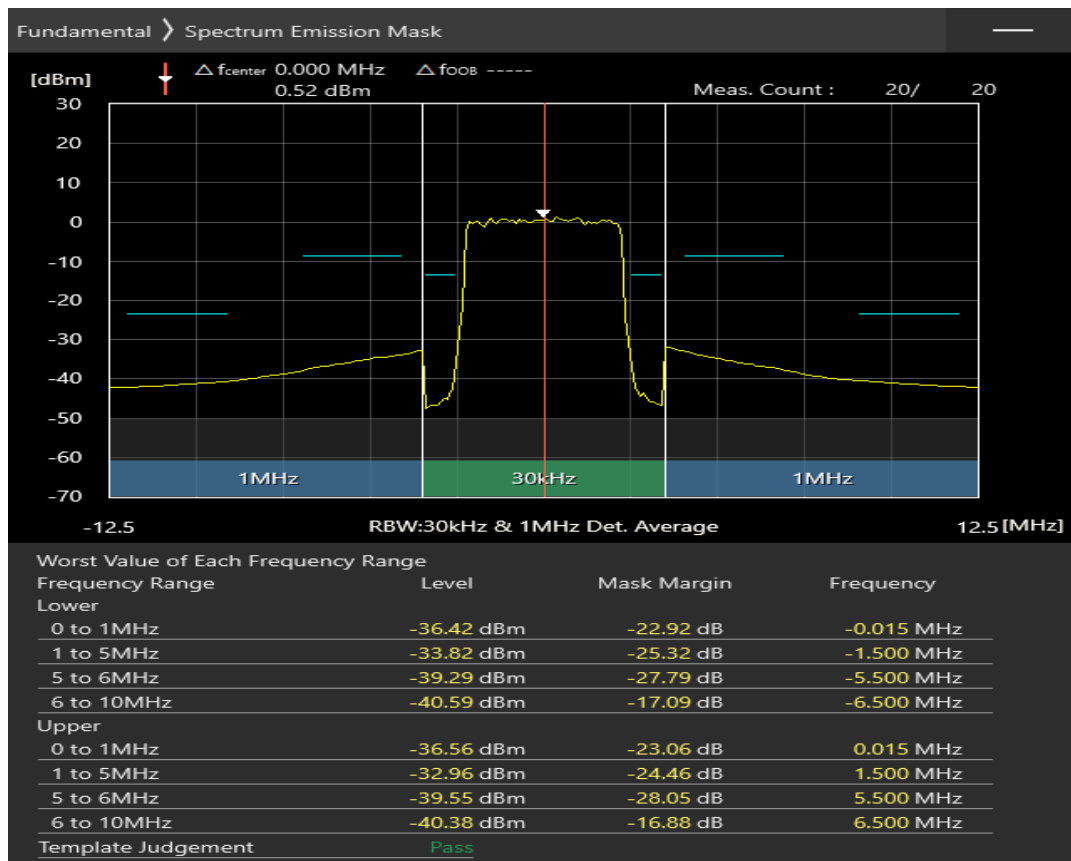 Fundamental ❯ Spectrum Emission Mask
[dBm] △ fcenter 0.000 MHz △ fOOB -----
0.52 dBm Meas. Count : 20/ 20
30
20
10
0
-10
-20
-30
-40
-50
-60
1MHz 30kHz 1MHz
-70
-12.5 RBW:30kHz & 1MHz Det. Average 12.5 [MHz]
Worst Value of Each Frequency Range
Frequency Range Level Mask Margin Frequency
Lower
0 to 1MHz -36.42 dBm -22.92 dB -0.015 MHz
1 to 5MHz -33.82 dBm -25.32 dB -1.500 MHz
5 to 6MHz -39.29 dBm -27.79 dB -5.500 MHz
6 to 10MHz -40.59 dBm -17.09 dB -6.500 MHz
Upper
0 to 1MHz -36.56 dBm -23.06 dB 0.015 MHz
1 to 5MHz -32.96 dBm -24.46 dB 1.500 MHz
5 to 6MHz -39.55 dBm -28.05 dB 5.500 MHz
6 to 10MHz -40.38 dBm -16.88 dB 6.500 MHz
Template Judgement Pass